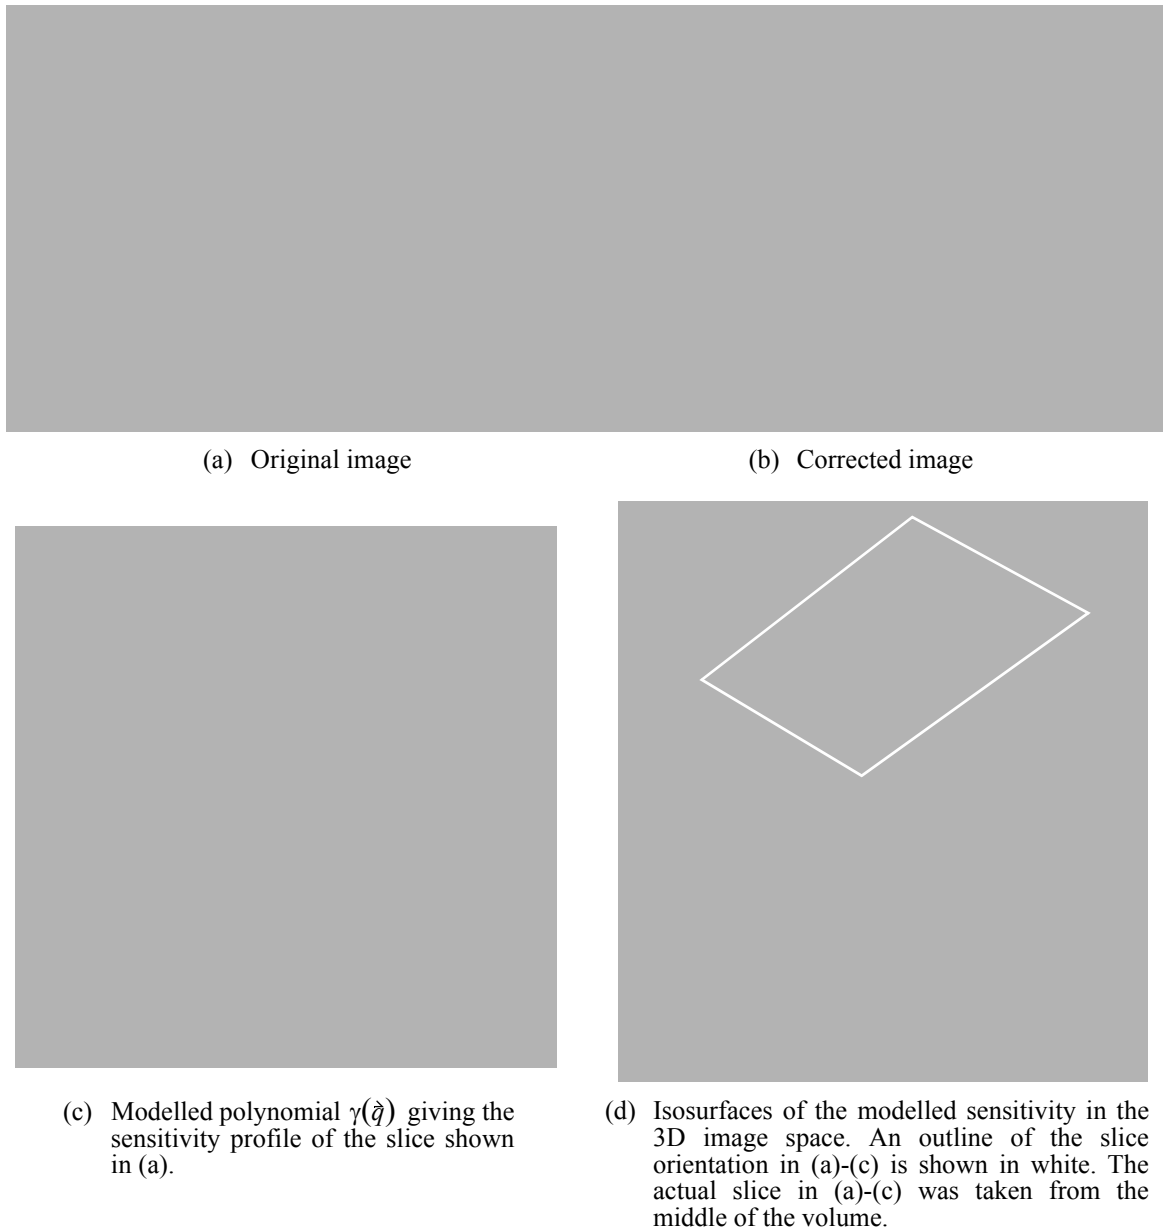 (a) Original image
(b) Corrected image
(c) Modelled polynomial γ(q⃗) giving the
sensitivity profile of the slice shown
in (a).
(d) Isosurfaces of the modelled sensitivity in the
3D image space. An outline of the slice
orientation in (a)-(c) is shown in white. The
actual slice in (a)-(c) was taken from the
middle of the volume.